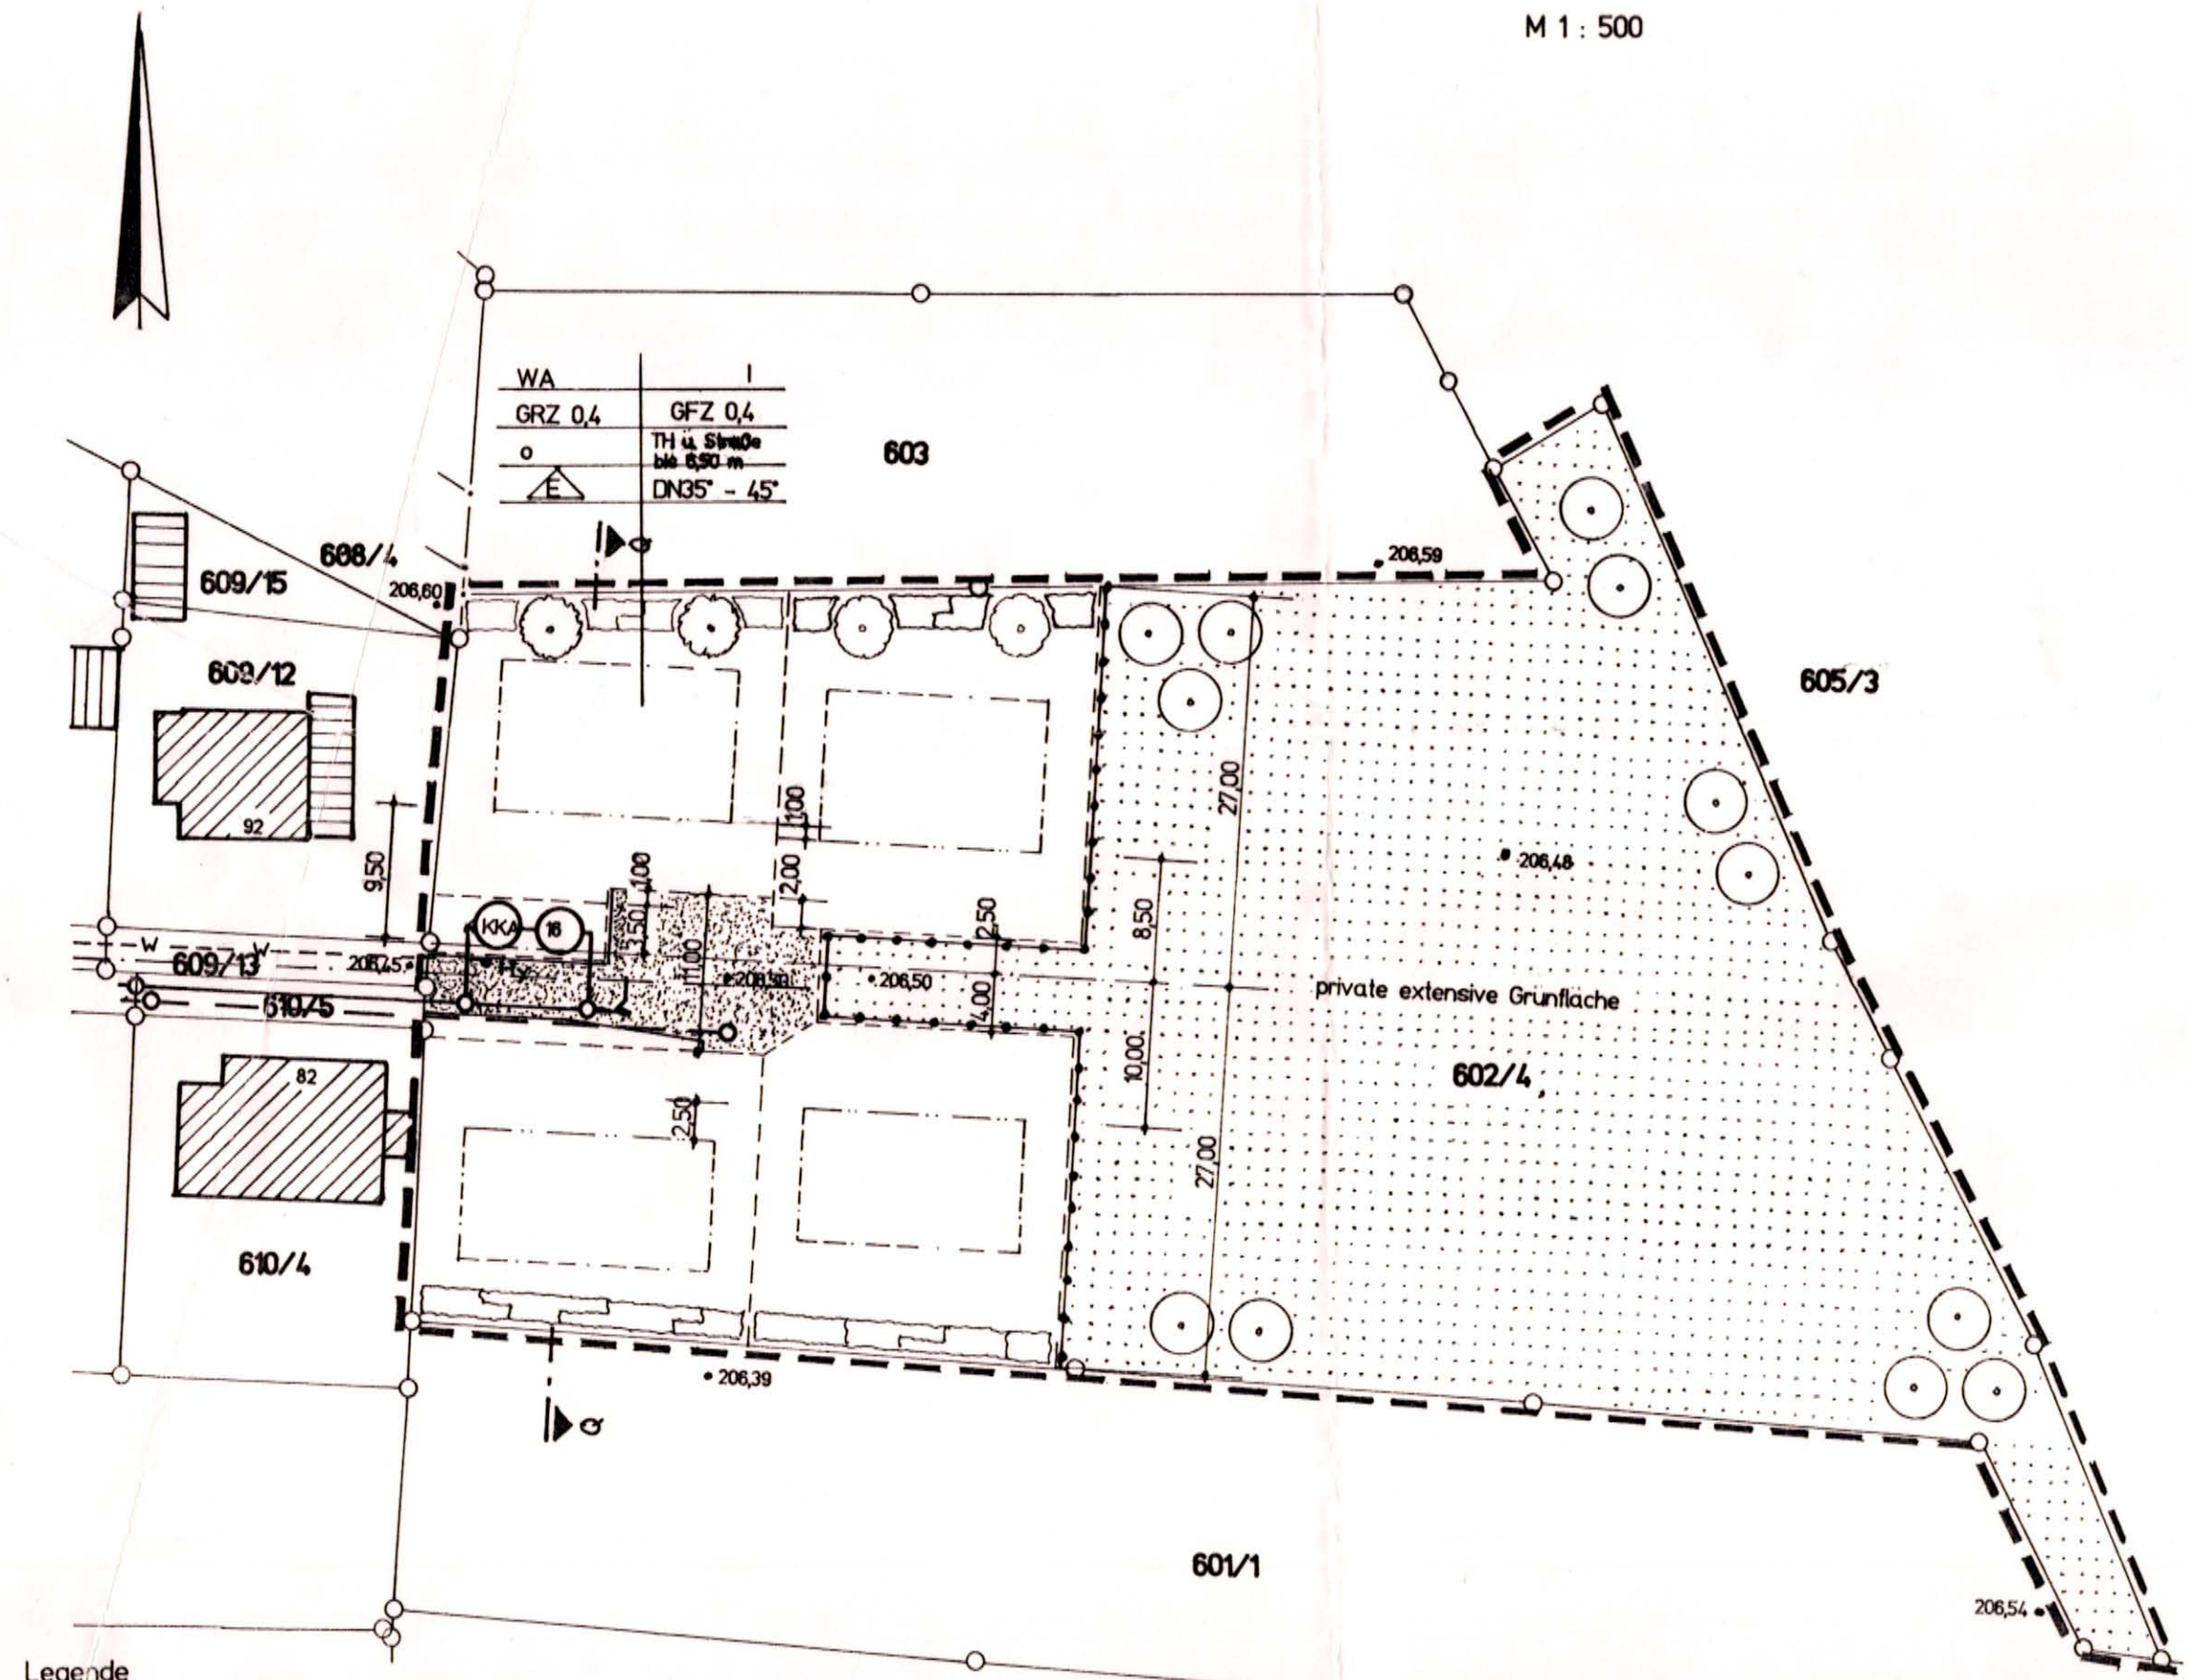 M 1 : 500
WA I
GRZ 0,4 GFZ 0,4
o TH ü. Straße
bis 6,50 m
E DN35° - 45°
603
608/4
609/15
206,60
206,59
609/12
605/3
92
9,50
1,00
27,00
2,00
1,00
3,50
11,00
2,50
8,50
206,48
KKA 16
W W
609/13
206,45
Hy
206,50
4,00
private extensive Grünfläche
610/5
10,00
602/4
82
2,50
27,00
610/4
206,39
Q
Q
601/1
206,54
Legende